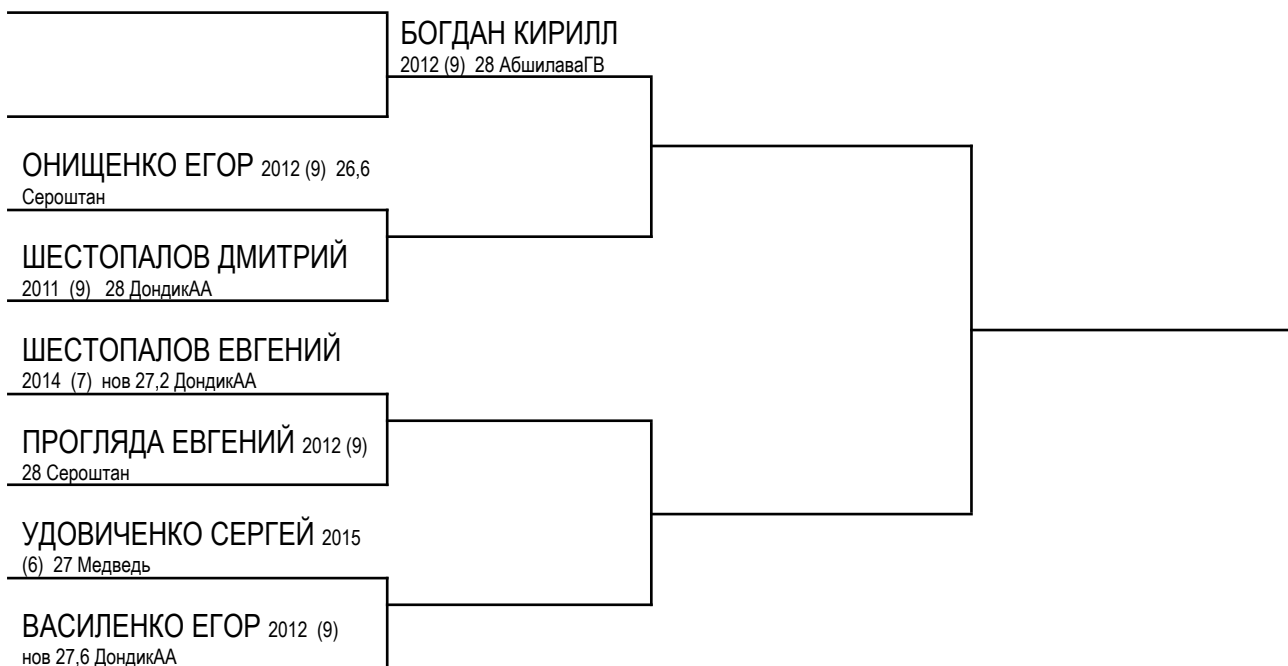 БОГДАН КИРИЛЛ
2012 (9) 28 АбшилаваГВ
ОНИЩЕНКО ЕГОР 2012 (9) 26,6
Сероштан
ШЕСТОПАЛОВ ДМИТРИЙ
2011 (9) 28 ДондикАА
ШЕСТОПАЛОВ ЕВГЕНИЙ
2014 (7) нов 27,2 ДондикАА
ПРОГЛЯДА ЕВГЕНИЙ 2012 (9)
28 Сероштан
УДОВИЧЕНКО СЕРГЕЙ 2015
(6) 27 Медведь
ВАСИЛЕНКО ЕГОР 2012 (9)
нов 27,6 ДондикАА